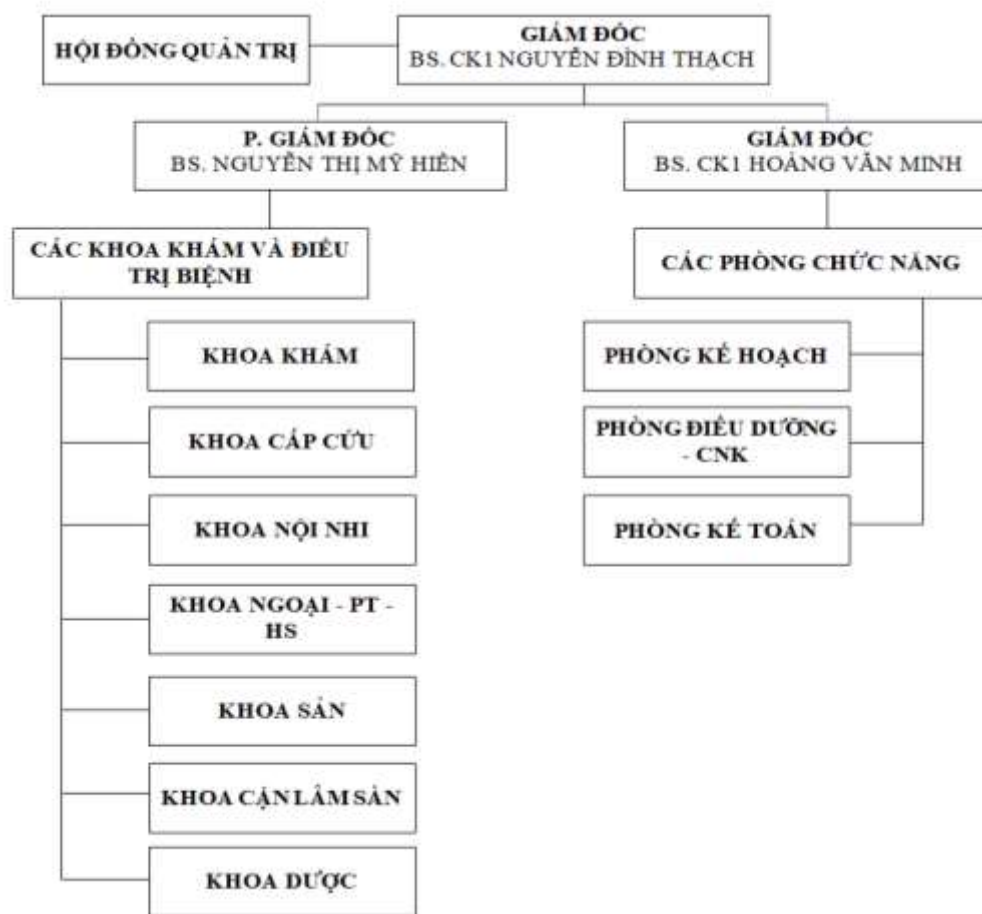 HỘI ĐỒNG QUẢN TRỊ
GIÁM ĐỐC
BS. CK1 NGUYỄN ĐÌNH THẠCH
P. GIÁM ĐỐC
BS. NGUYỄN THỊ MỸ HIỀN
GIÁM ĐỐC
BS. CK1 HOẢNG VĂN MINH
CÁC KHOA KHÁM VÀ ĐIỀU
TRỊ BIỆNH
CÁC PHÒNG CHỨC NĂNG
KHOA KHÁM
PHÒNG KẾ HOẠCH
KHOA CẤP CỨU
PHÒNG ĐIỀU DƯỠNG
- CNK
KHOA NỘI NHI
PHÒNG KẾ TOÁN
KHOA NGOẠI - PT -
HS
KHOA SẢN
KHOA CẬN LÂM SÀN
KHOA DƯỢC